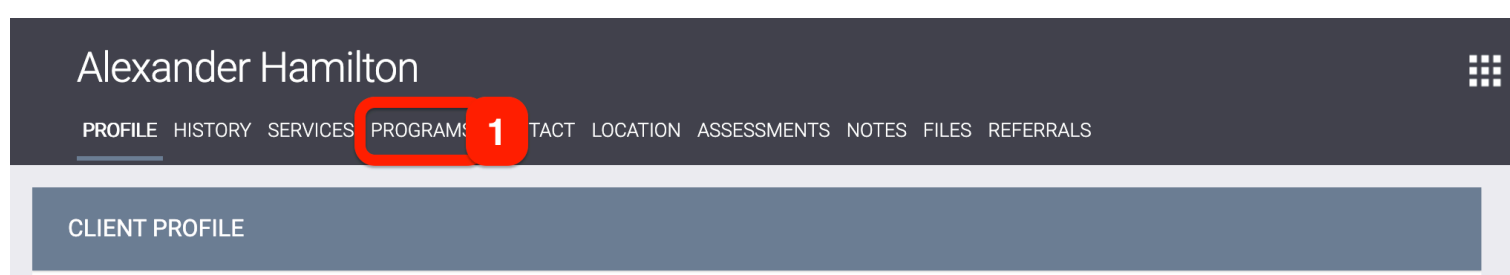 Alexander Hamilton
PROFILE HISTORY SERVICES PROGRAMS 1 TACT LOCATION ASSESSMENTS NOTES FILES REFERRALS
CLIENT PROFILE